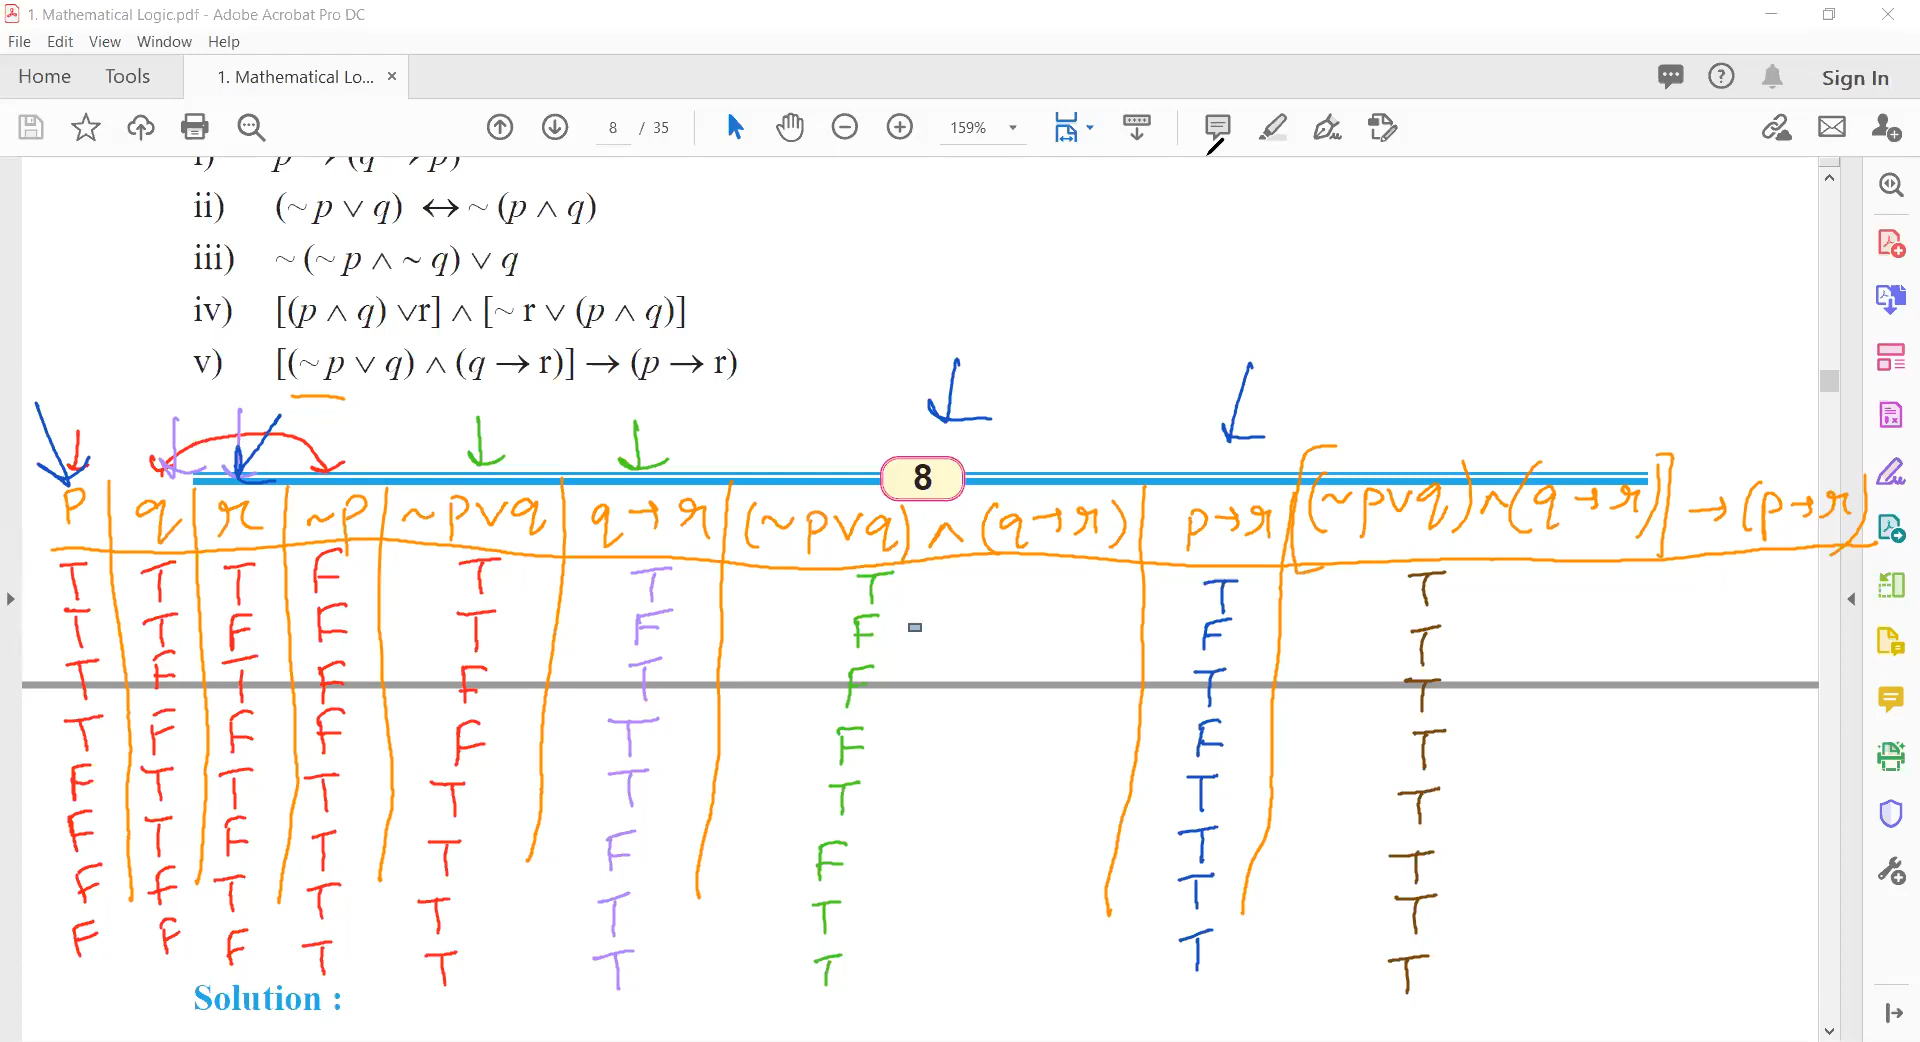 1. Mathematical Logic.pdf - Adobe Acrobat Pro DC
File Edit View Window Help
Home Tools 1. Mathematical Lo... × Sign In
8 / 35 159%
i) p → (q → p)
ii) (~ p ∨ q) ↔ ~ (p ∧ q)
iii) ~ (~ p ∧ ~ q) ∨ q
iv) [(p ∧ q) ∨r] ∧ [~ r ∨ (p ∧ q)]
v) [(~ p ∨ q) ∧ (q → r)] → (p → r)
8
p q r ~p ~p∨q q→r (~p∨q) ∧ (q→r) p→r [(~p∨q)∧(q→r)] → (p→r)
T T T F T T T T T
T T F F T F F F T
T F T F F T F T T
T F F F F T F F T
F T T T T T T T T
F T F T T F F T T
F F T T T T T T T
F F F T T T T T T
Solution :